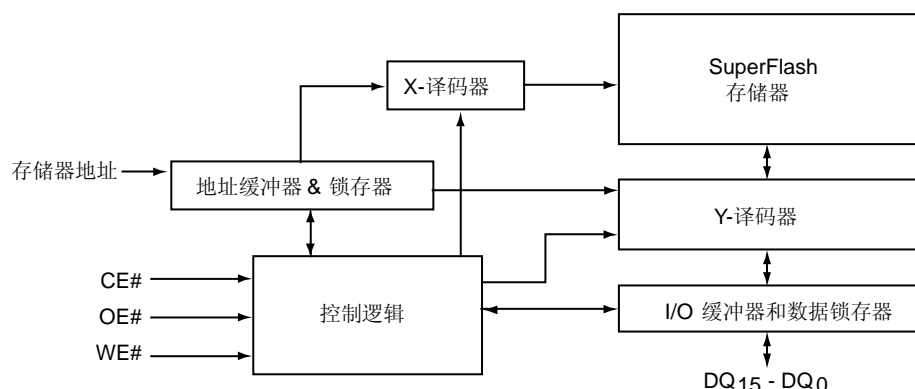 SuperFlash
存储器
X-译码器
存储器地址
地址缓冲器 & 锁存器
Y-译码器
CE#
OE#
WE#
控制逻辑
I/O 缓冲器和数据锁存器
DQ15 - DQ0